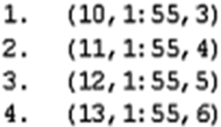 1. (10, 1:55, 3)
2. (11, 1:55, 4)
3. (12, 1:55, 5)
4. (13, 1:55, 6)